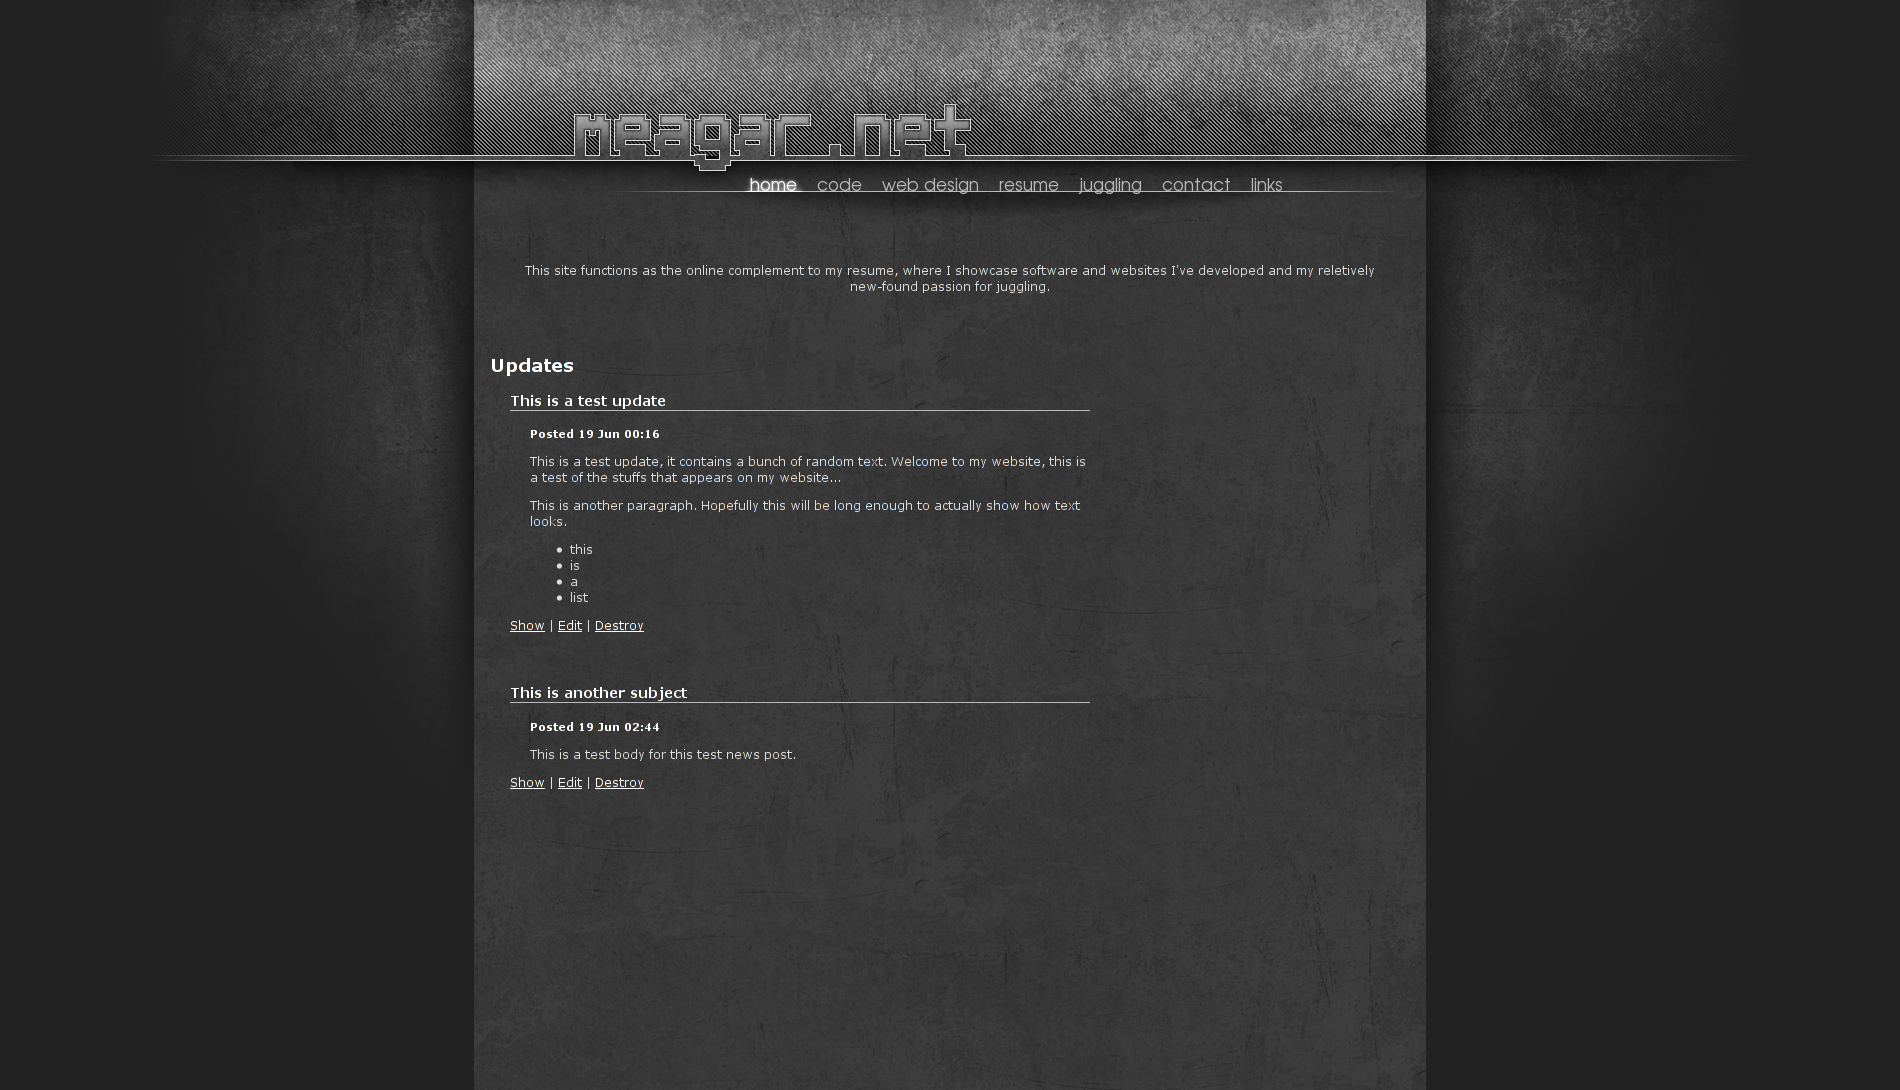 meagar.net
home code web design resume juggling contact links
This site functions as the online complement to my resume, where I showcase software and websites I've developed and my reletively
new-found passion for juggling.
Updates
This is a test update
Posted 19 Jun 00:16
This is a test update, it contains a bunch of random text. Welcome to my website, this is
a test of the stuffs that appears on my website...
This is another paragraph. Hopefully this will be long enough to actually show how text
looks.
• this
• is
• a
• list
Show | Edit | Destroy
This is another subject
Posted 19 Jun 02:44
This is a test body for this test news post.
Show | Edit | Destroy